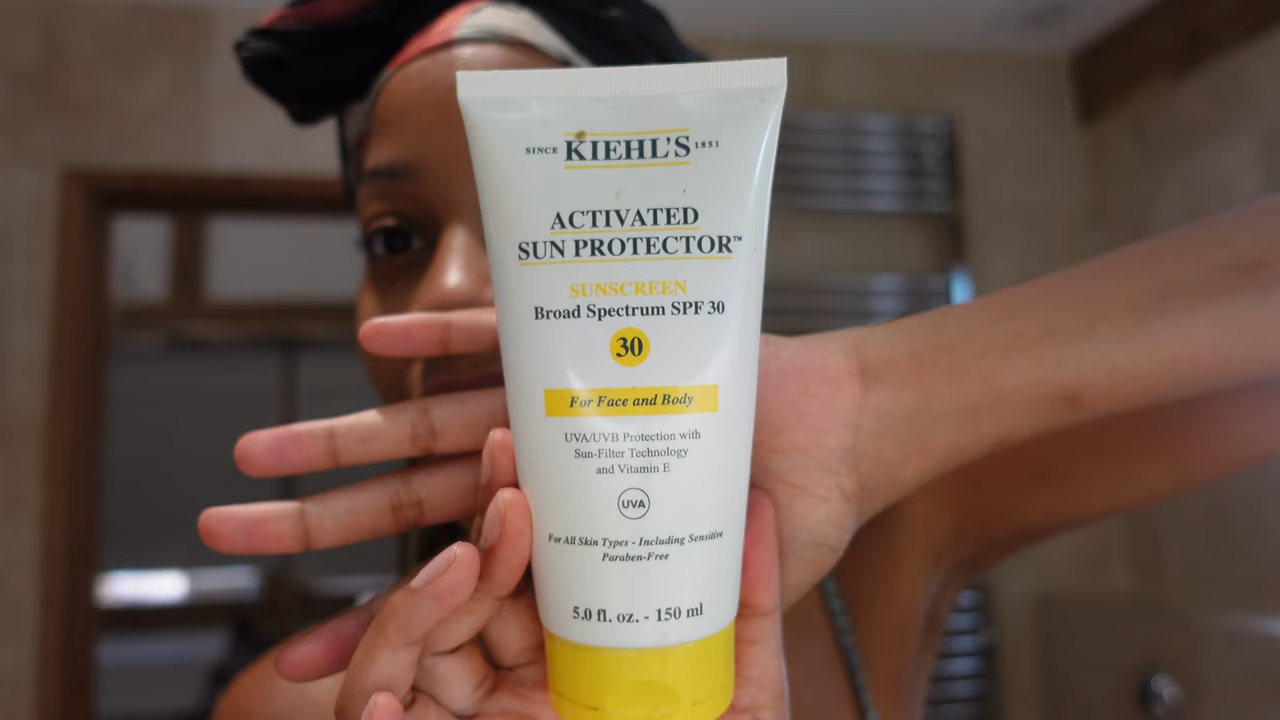 SINCE KIEHL'S 1851
ACTIVATED
SUN PROTECTOR™
SUNSCREEN
Broad Spectrum SPF 30
30
For Face and Body
UVA/UVB Protection with
Sun-Filter Technology
and Vitamin E
UVA
For All Skin Types - Including Sensitive
Paraben-Free
5.0 fl. oz. - 150 ml